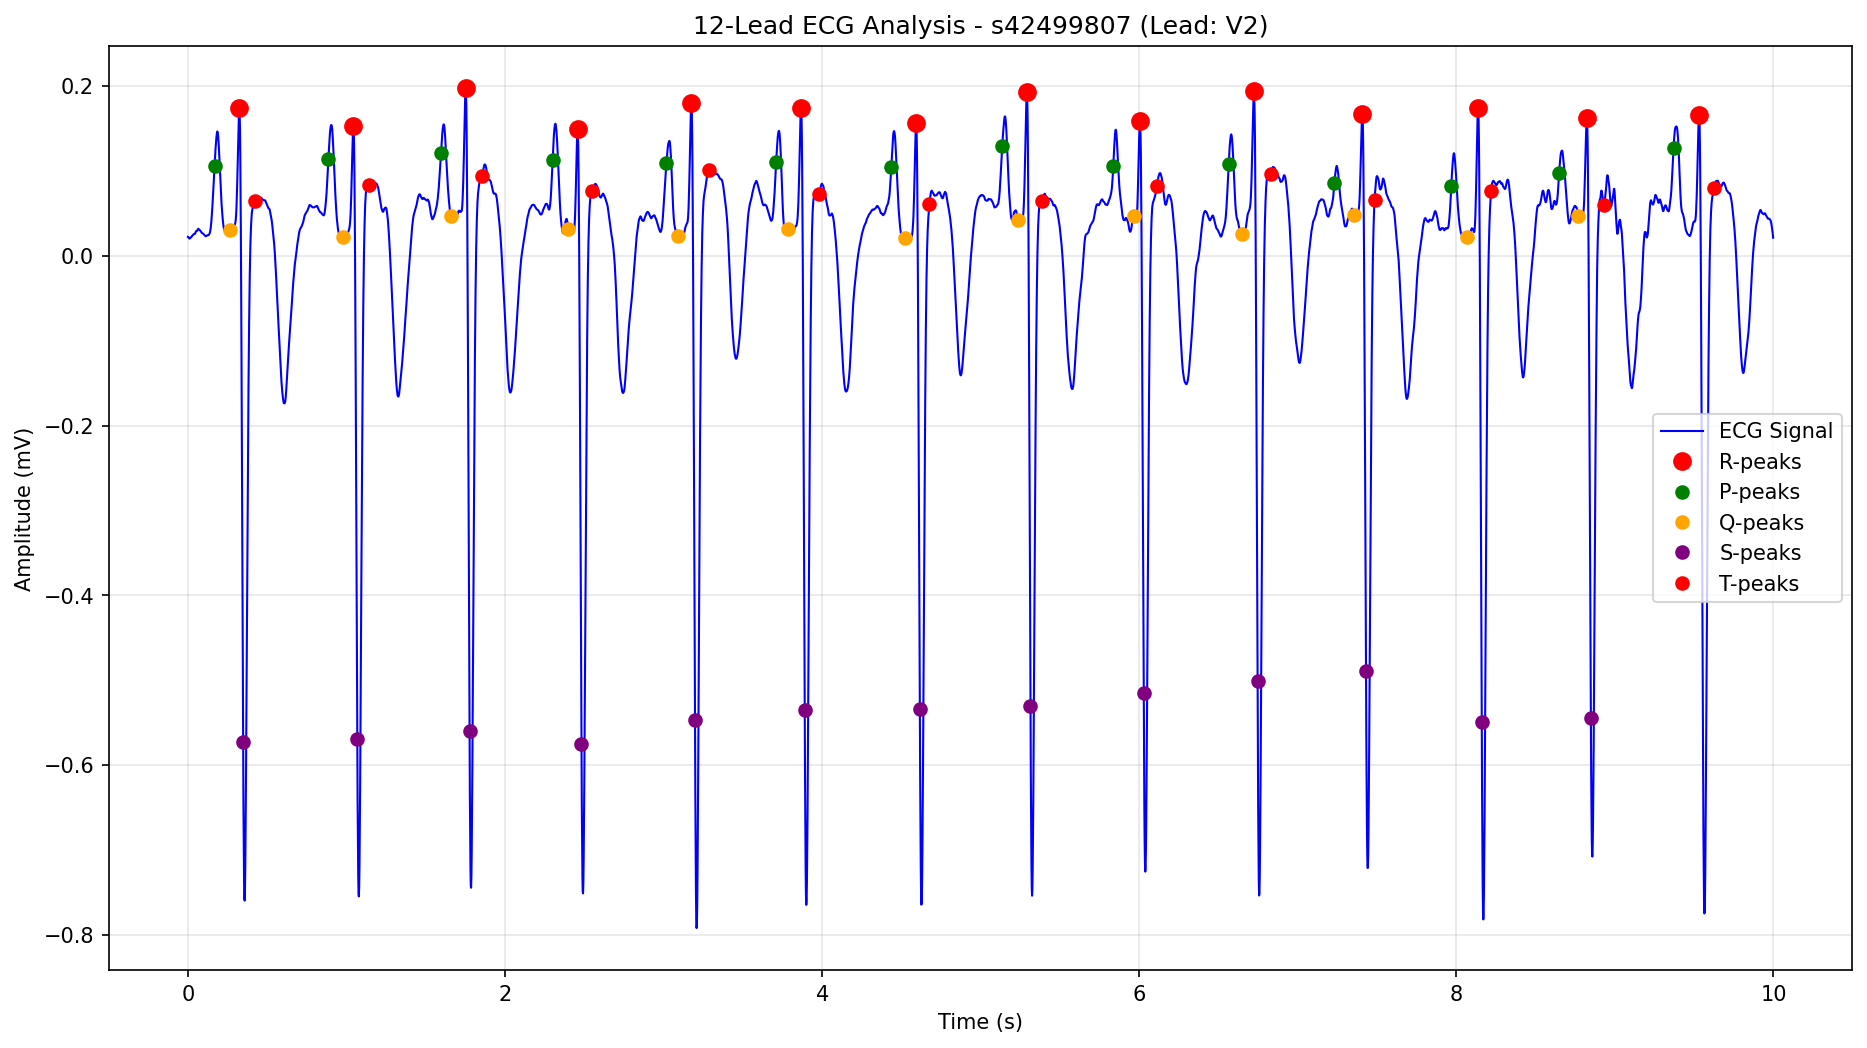 12-Lead ECG Analysis - s42499807 (Lead: V2)
Amplitude (mV)
0.2
0.0
−0.2
−0.4
−0.6
−0.8
ECG Signal
R-peaks
P-peaks
Q-peaks
S-peaks
T-peaks
0 2 4 6 8 10
Time (s)